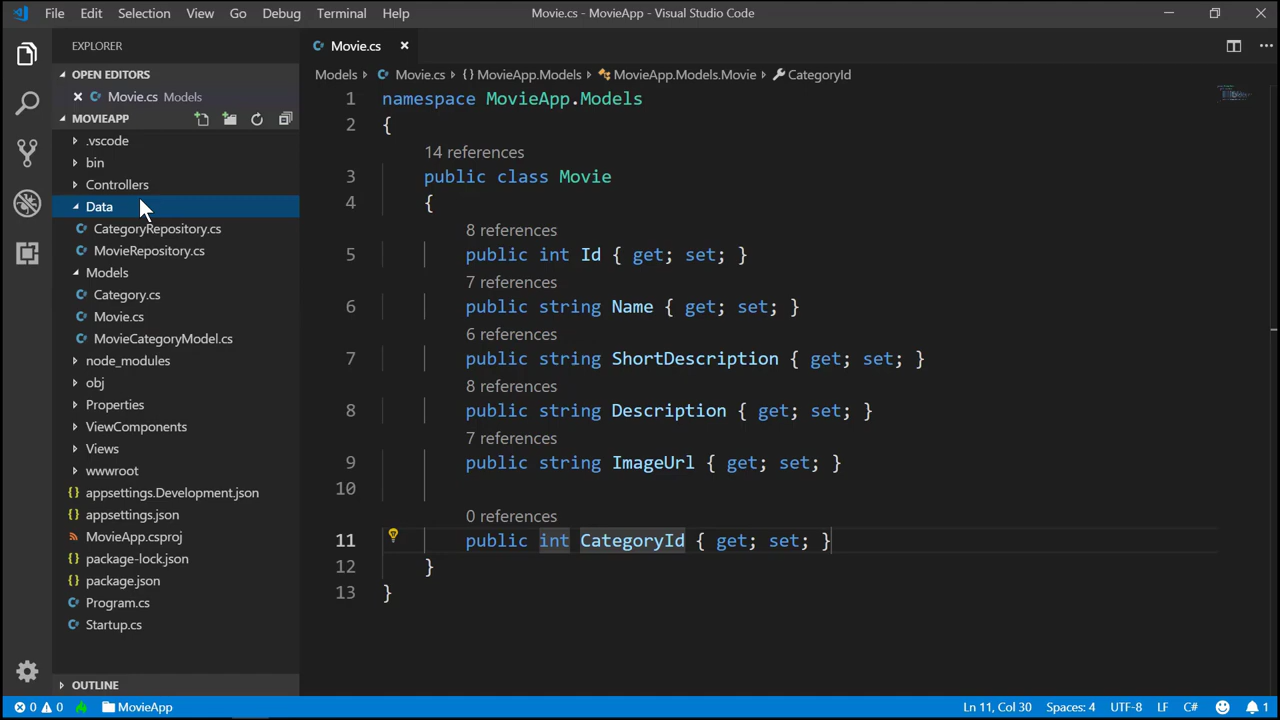 File Edit Selection View Go Debug Terminal Help Movie.cs - MovieApp - Visual Studio Code
EXPLORER
OPEN EDITORS
Movie.cs Models
MOVIEAPP
.vscode
bin
Controllers
Data
CategoryRepository.cs
MovieRepository.cs
Models
Category.cs
Movie.cs
MovieCategoryModel.cs
node_modules
obj
Properties
ViewComponents
Views
wwwroot
appsettings.Development.json
appsettings.json
MovieApp.csproj
package-lock.json
package.json
Program.cs
Startup.cs
OUTLINE
Movie.cs
Models Movie.cs { } MovieApp.Models MovieApp.Models.Movie CategoryId
1 namespace MovieApp.Models
2 {
14 references
3 public class Movie
4 {
8 references
5 public int Id { get; set; }
7 references
6 public string Name { get; set; }
6 references
7 public string ShortDescription { get; set; }
8 references
8 public string Description { get; set; }
7 references
9 public string ImageUrl { get; set; }
10
0 references
11 public int CategoryId { get; set; }
12 }
13 }
0 0 MovieApp Ln 11, Col 30 Spaces: 4 UTF-8 LF C# 1